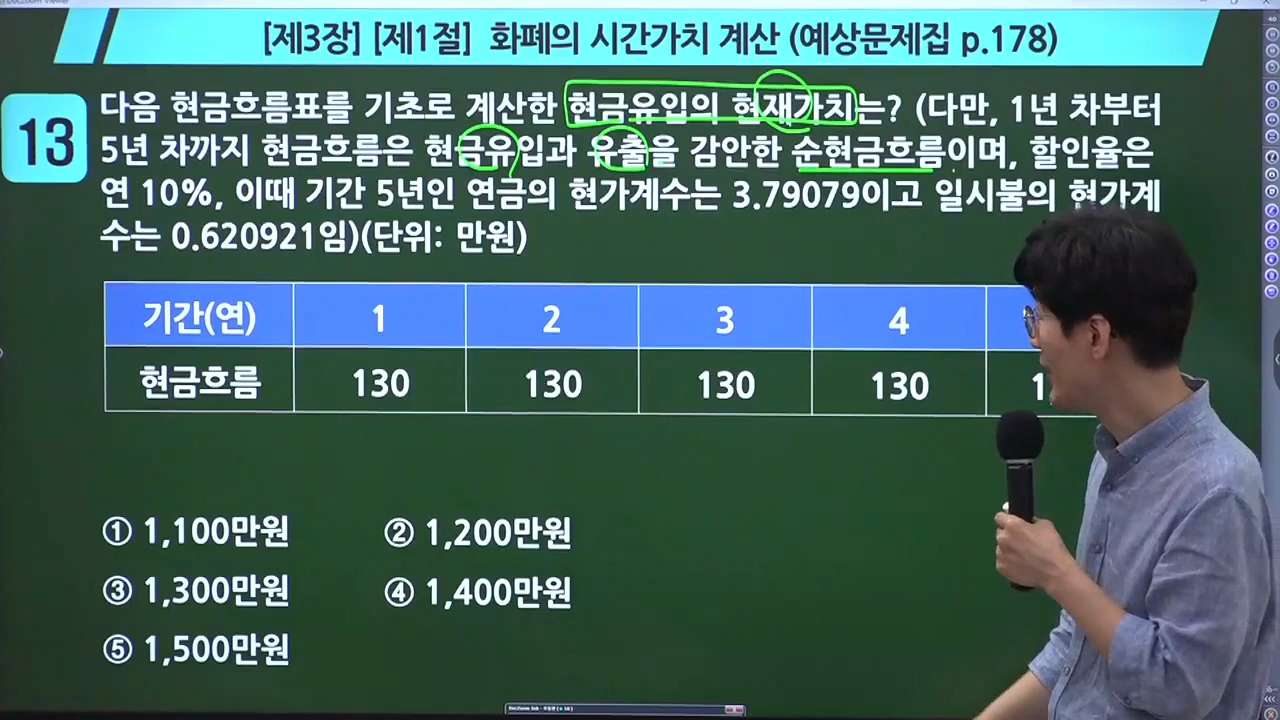 [제3장] [제1절] 화폐의 시간가치 계산 (예상문제집 p.178)
13
다음 현금흐름표를 기초로 계산한 현금유입의 현재가치는? (다만, 1년 차부터
5년 차까지 현금흐름은 현금유입과 유출을 감안한 순현금흐름이며, 할인율은
연 10%, 이때 기간 5년인 연금의 현가계수는 3.79079이고 일시불의 현가계
수는 0.620921임)(단위: 만원)
기간(연) 1 2 3 4
현금흐름 130 130 130 130 1
① 1,100만원 ② 1,200만원
③ 1,300만원 ④ 1,400만원
⑤ 1,500만원